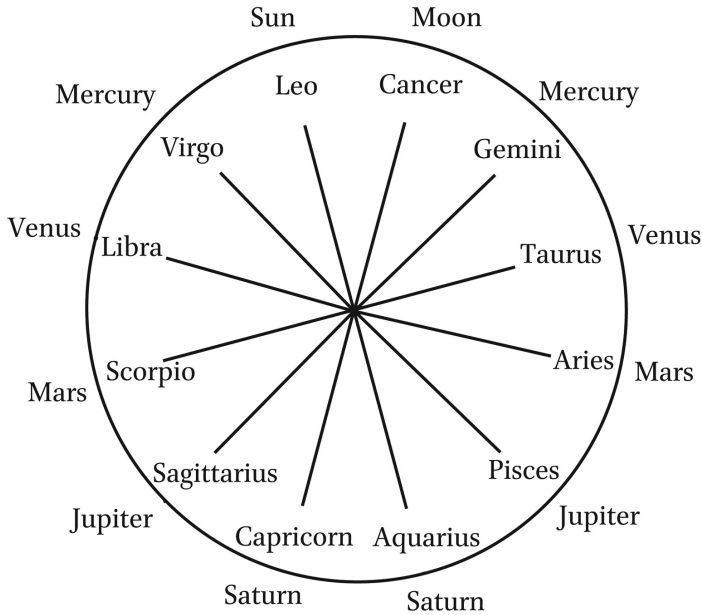 Sun
Moon
Leo
Cancer
Mercury
Mercury
Virgo
Gemini
Venus
Venus
Libra
Taurus
Scorpio
Aries
Mars
Mars
Sagittarius
Pisces
Jupiter
Jupiter
Capricorn
Aquarius
Saturn
Saturn